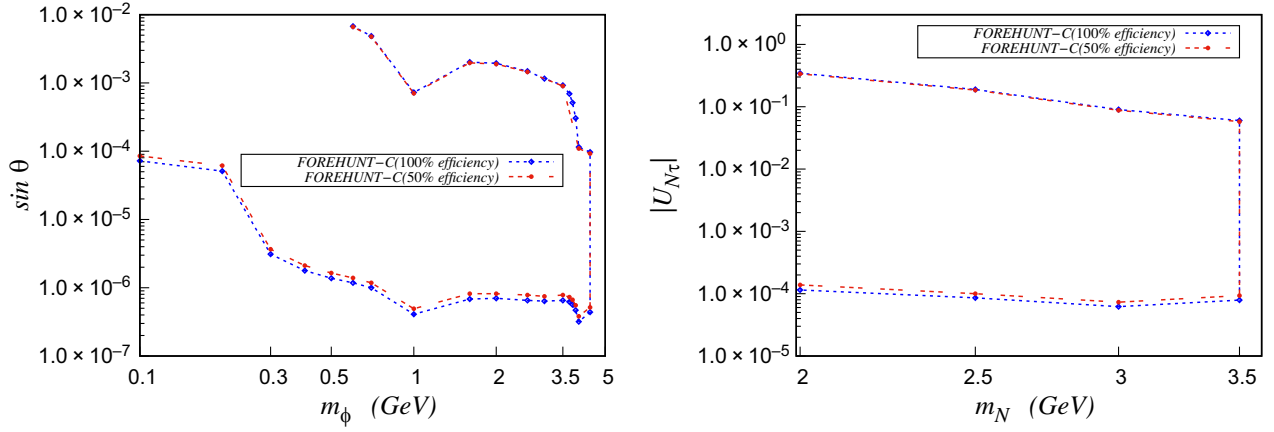 1.0 × 10⁻²
1.0 × 10⁻³
1.0 × 10⁻⁴
1.0 × 10⁻⁵
1.0 × 10⁻⁶
1.0 × 10⁻⁷
sin θ
FOREHUNT−C(100% efficiency)
FOREHUNT−C(50% efficiency)
0.1 0.3 0.5 1 2 3.5 5
m_ϕ (GeV)
1.0 × 10⁰
1.0 × 10⁻¹
1.0 × 10⁻²
1.0 × 10⁻³
1.0 × 10⁻⁴
1.0 × 10⁻⁵
|U_{Nτ}|
FOREHUNT−C(100% efficiency)
FOREHUNT−C(50% efficiency)
2 2.5 3 3.5
m_N (GeV)